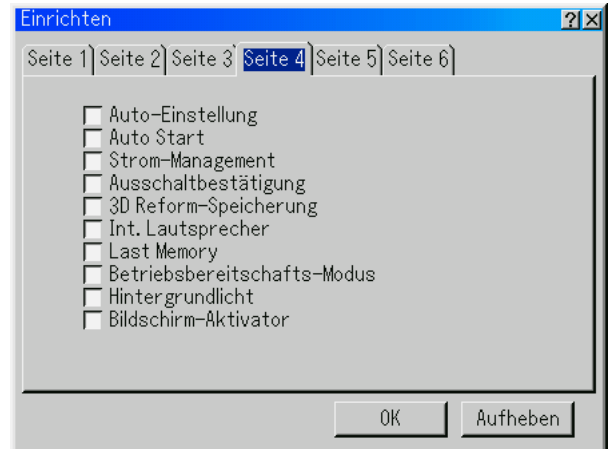 Einrichten
Seite 1 Seite 2 Seite 3 Seite 4 Seite 5 Seite 6
Auto-Einstellung
Auto Start
Strom-Management
Ausschaltbestätigung
3D Reform-Speicherung
Int. Lautsprecher
Last Memory
Betriebsbereitschafts-Modus
Hintergrundlicht
Bildschirm-Aktivator
OK Aufheben